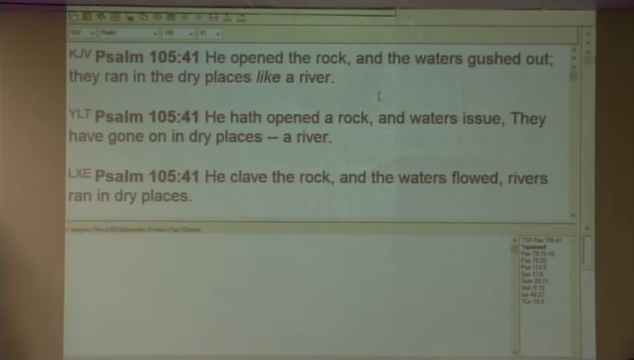 KJV Psalm 105:41 He opened the rock, and the waters gushed out;
they ran in the dry places like a river.
YLT Psalm 105:41 He hath opened a rock, and waters issue, They
have gone on in dry places -- a river.
LXE Psalm 105:41 He clave the rock, and the waters flowed, rivers
ran in dry places.